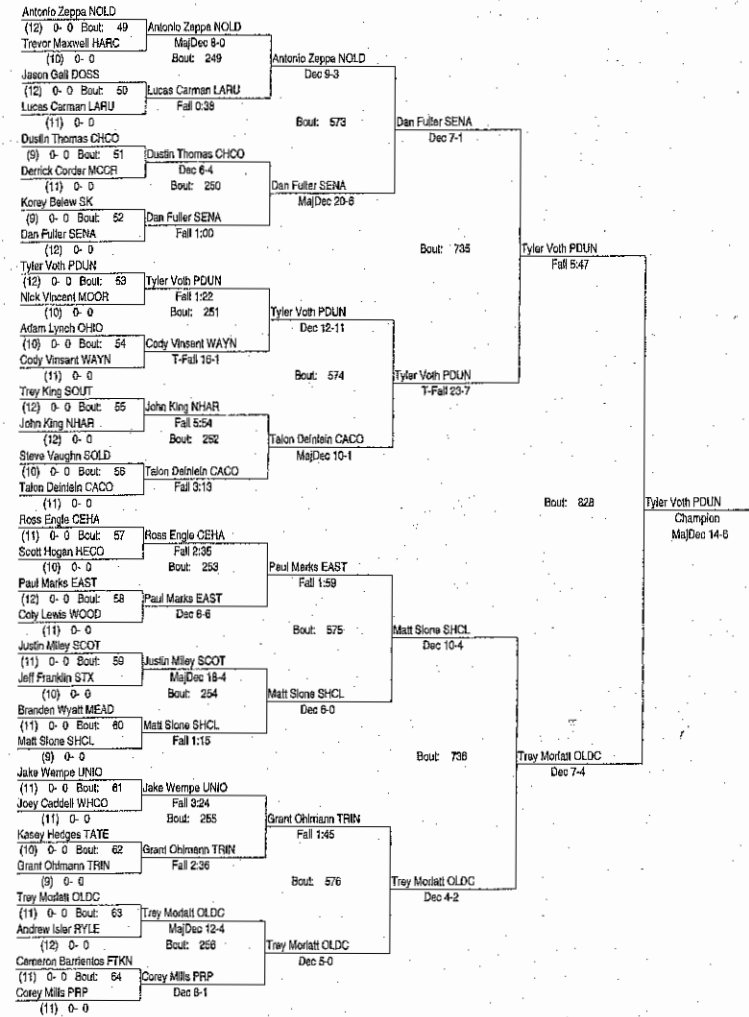 Antonio Zeppa NOLD
(12) 0- 0 Bout: 49
Trevor Maxwell HARC
(10) 0- 0
Jason Gall DOSS
(12) 0- 0 Bout: 50
Lucas Carman LARU
(11) 0- 0
Dustin Thomas CHCO
(9) 0- 0 Bout: 51
Derrick Corder MCCR
(11) 0- 0
Korey Belew SK
(9) 0- 0 Bout: 52
Dan Fuller SENA
(12) 0- 0
Tyler Voth PDUN
(12) 0- 0 Bout: 53
Nick Vincent MOOR
(10) 0- 0
Adam Lynch OHIO
(10) 0- 0 Bout: 54
Cody Vinsant WAYN
(11) 0- 0
Trey King SOUT
(12) 0- 0 Bout: 55
John King NHAR
(12) 0- 0
Steve Vaughn SOLD
(10) 0- 0 Bout: 56
Talon Deinlein CACO
(11) 0- 0
Ross Engle CEHA
(11) 0- 0 Bout: 57
Scott Hogan HECO
(10) 0- 0
Paul Marks EAST
(12) 0- 0 Bout: 58
Coty Lewis WOOD
(11) 0- 0
Justin Miley SCOT
(11) 0- 0 Bout: 59
Jeff Franklin STX
(10) 0- 0
Branden Wyatt MEAD
(11) 0- 0 Bout: 60
Matt Slone SHCL
(9) 0- 0
Jake Wempe UNIO
(11) 0- 0 Bout: 61
Joey Caddell WHCO
(11) 0- 0
Kasey Hedges TATE
(10) 0- 0 Bout: 62
Grant Ohlmann TRIN
(9) 0- 0
Trey Morlatt OLDC
(11) 0- 0 Bout: 63
Andrew Isler RYLE
(12) 0- 0
Cameron Barrientos FTKN
(11) 0- 0 Bout: 64
Corey Mills PRP
(11) 0- 0
Antonio Zeppa NOLD
MajDec 8-0
Bout: 249
Lucas Carman LARU
Fall 0:38
Dustin Thomas CHCO
Dec 6-4
Bout: 250
Dan Fuller SENA
Fall 1:00
Tyler Voth PDUN
Fall 1:22
Bout: 251
Cody Vinsant WAYN
T-Fall 16-1
John King NHAR
Fall 5:54
Bout: 252
Talon Deinlein CACO
Fall 3:13
Ross Engle CEHA
Fall 2:35
Bout: 253
Paul Marks EAST
Dec 8-6
Justin Miley SCOT
MajDec 18-4
Bout: 254
Matt Slone SHCL
Fall 1:15
Jake Wempe UNIO
Fall 3:24
Bout: 255
Grant Ohlmann TRIN
Fall 2:36
Trey Morlatt OLDC
MajDec 12-4
Bout: 256
Corey Mills PRP
Dec 8-1
Antonio Zeppa NOLD
Dec 9-3
Bout: 573
Dan Fuller SENA
MajDec 20-6
Tyler Voth PDUN
Dec 12-11
Bout: 574
Talon Deinlein CACO
MajDec 10-1
Paul Marks EAST
Fall 1:59
Bout: 575
Matt Slone SHCL
Dec 6-0
Grant Ohlmann TRIN
Fall 1:45
Bout: 576
Trey Morlatt OLDC
Dec 5-0
Dan Fuller SENA
Dec 7-1
Bout: 735
Tyler Voth PDUN
T-Fall 23-7
Matt Slone SHCL
Dec 10-4
Bout: 736
Trey Morlatt OLDC
Dec 4-2
Tyler Voth PDUN
Fall 5:47
Bout: 828
Trey Morlatt OLDC
Dec 7-4
Tyler Voth PDUN
Champion
MajDec 14-6